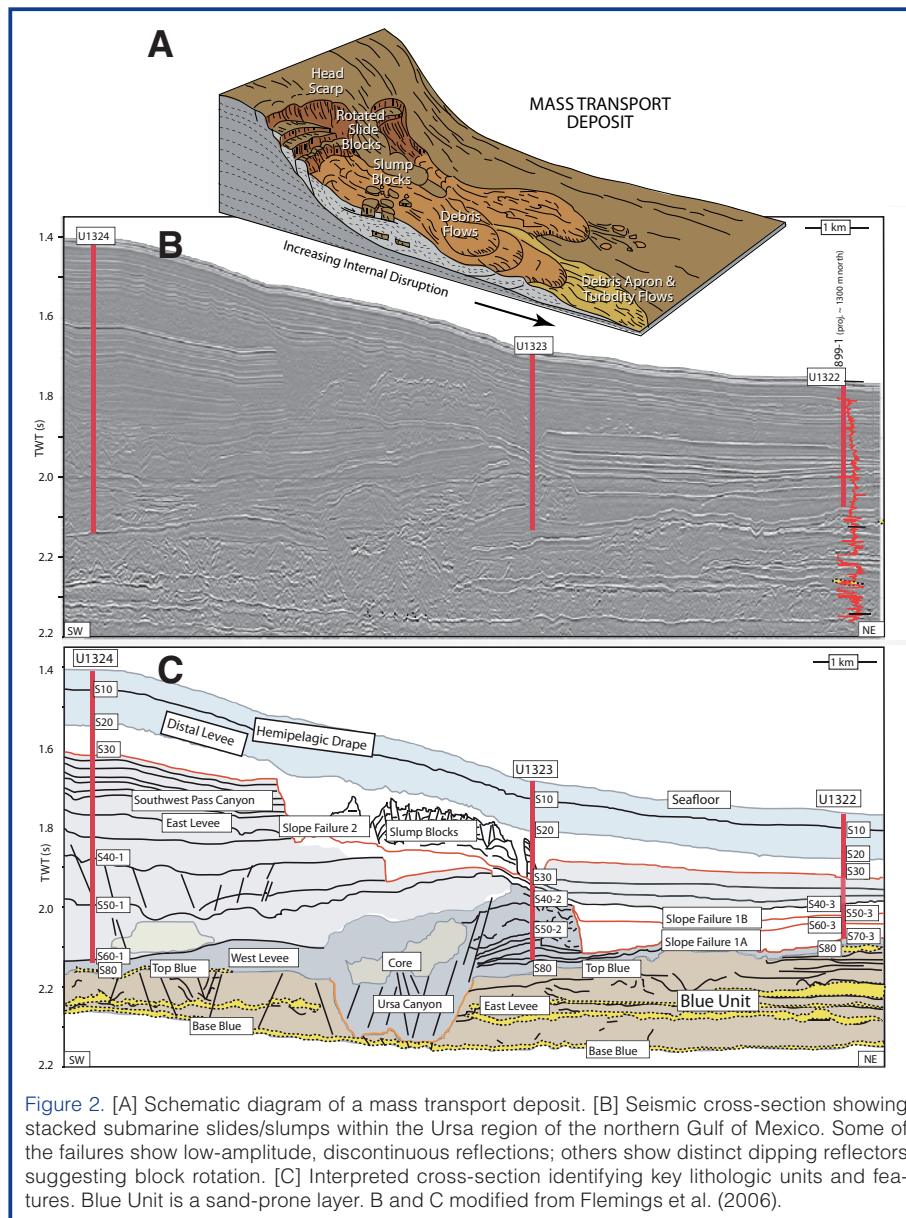 A
Head
Scarp
Rotated
Slide
Blocks
Slump
Blocks
Debris
Flows
MASS TRANSPORT
DEPOSIT
Debris Apron &
Turbdity Flows
Increasing Internal Disruption
B
1 km
U1324
U1323
U1322
899-1 (proj. ~ 1300 m north)
1.4
1.6
1.8
2.0
2.2
2.2
TWT (s)
SW
NE
C
1 km
U1324
S10
S20
S30
Distal Levee
Hemipelagic Drape
U1323
S10
Seafloor
U1322
S10
Southwest Pass Canyon
East Levee
Slope Failure 2
Slump Blocks
S20
S20
S30
S40-1
S30
S40-2
S40-3
S50-1
S50-2
Slope Failure 1B
S50-3
S60-3
Slope Failure 1A
S70-3
S60-1
S80
West Levee
Core
S80
S80
Top Blue
Top Blue
Ursa Canyon
East Levee
Blue Unit
Base Blue
Base Blue
1.4
1.6
1.8
2.0
2.2
2.2
TWT (s)
SW
NE
Figure 2. [A] Schematic diagram of a mass transport deposit. [B] Seismic cross-section showing
stacked submarine slides/slumps within the Ursa region of the northern Gulf of Mexico. Some of
the failures show low-amplitude, discontinuous reflections; others show distinct dipping reflectors
suggesting block rotation. [C] Interpreted cross-section identifying key lithologic units and fea-
tures. Blue Unit is a sand-prone layer. B and C modified from Flemings et al. (2006).